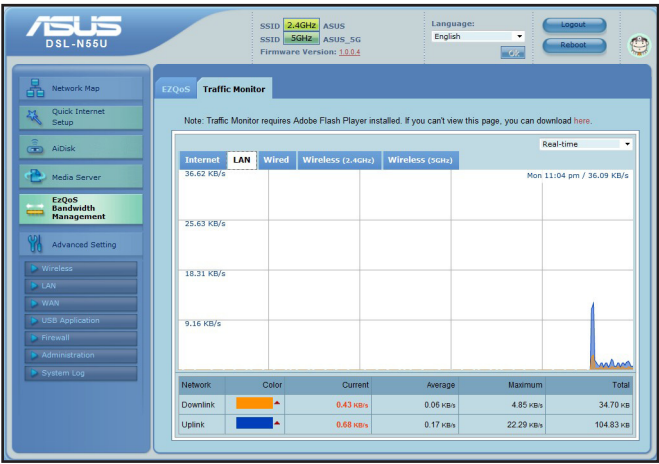 ASUS
DSL-N55U
SSID 2.4GHz ASUS
SSID 5GHz ASUS_5G
Firmware Version: 1.0.0.4
Language:
English
OK
Logout
Reboot
Network Map
Quick Internet
Setup
AiDisk
Media Server
EzQoS
Bandwidth
Management
Advanced Setting
Wireless
LAN
WAN
USB Application
Firewall
Administration
System Log
EZQoS Traffic Monitor
Note: Traffic Monitor requires Adobe Flash Player installed. If you can't view this page, you can download here.
Real-time
Internet LAN Wired Wireless (2.4GHz) Wireless (5GHz)
36.62 KB/s
Mon 11:04 pm / 36.09 KB/s
25.63 KB/s
18.31 KB/s
9.16 KB/s
Network Color Current Average Maximum Total
Downlink 0.43 KB/s 0.06 KB/s 4.85 KB/s 34.70 KB
Uplink 0.68 KB/s 0.17 KB/s 22.29 KB/s 104.83 KB